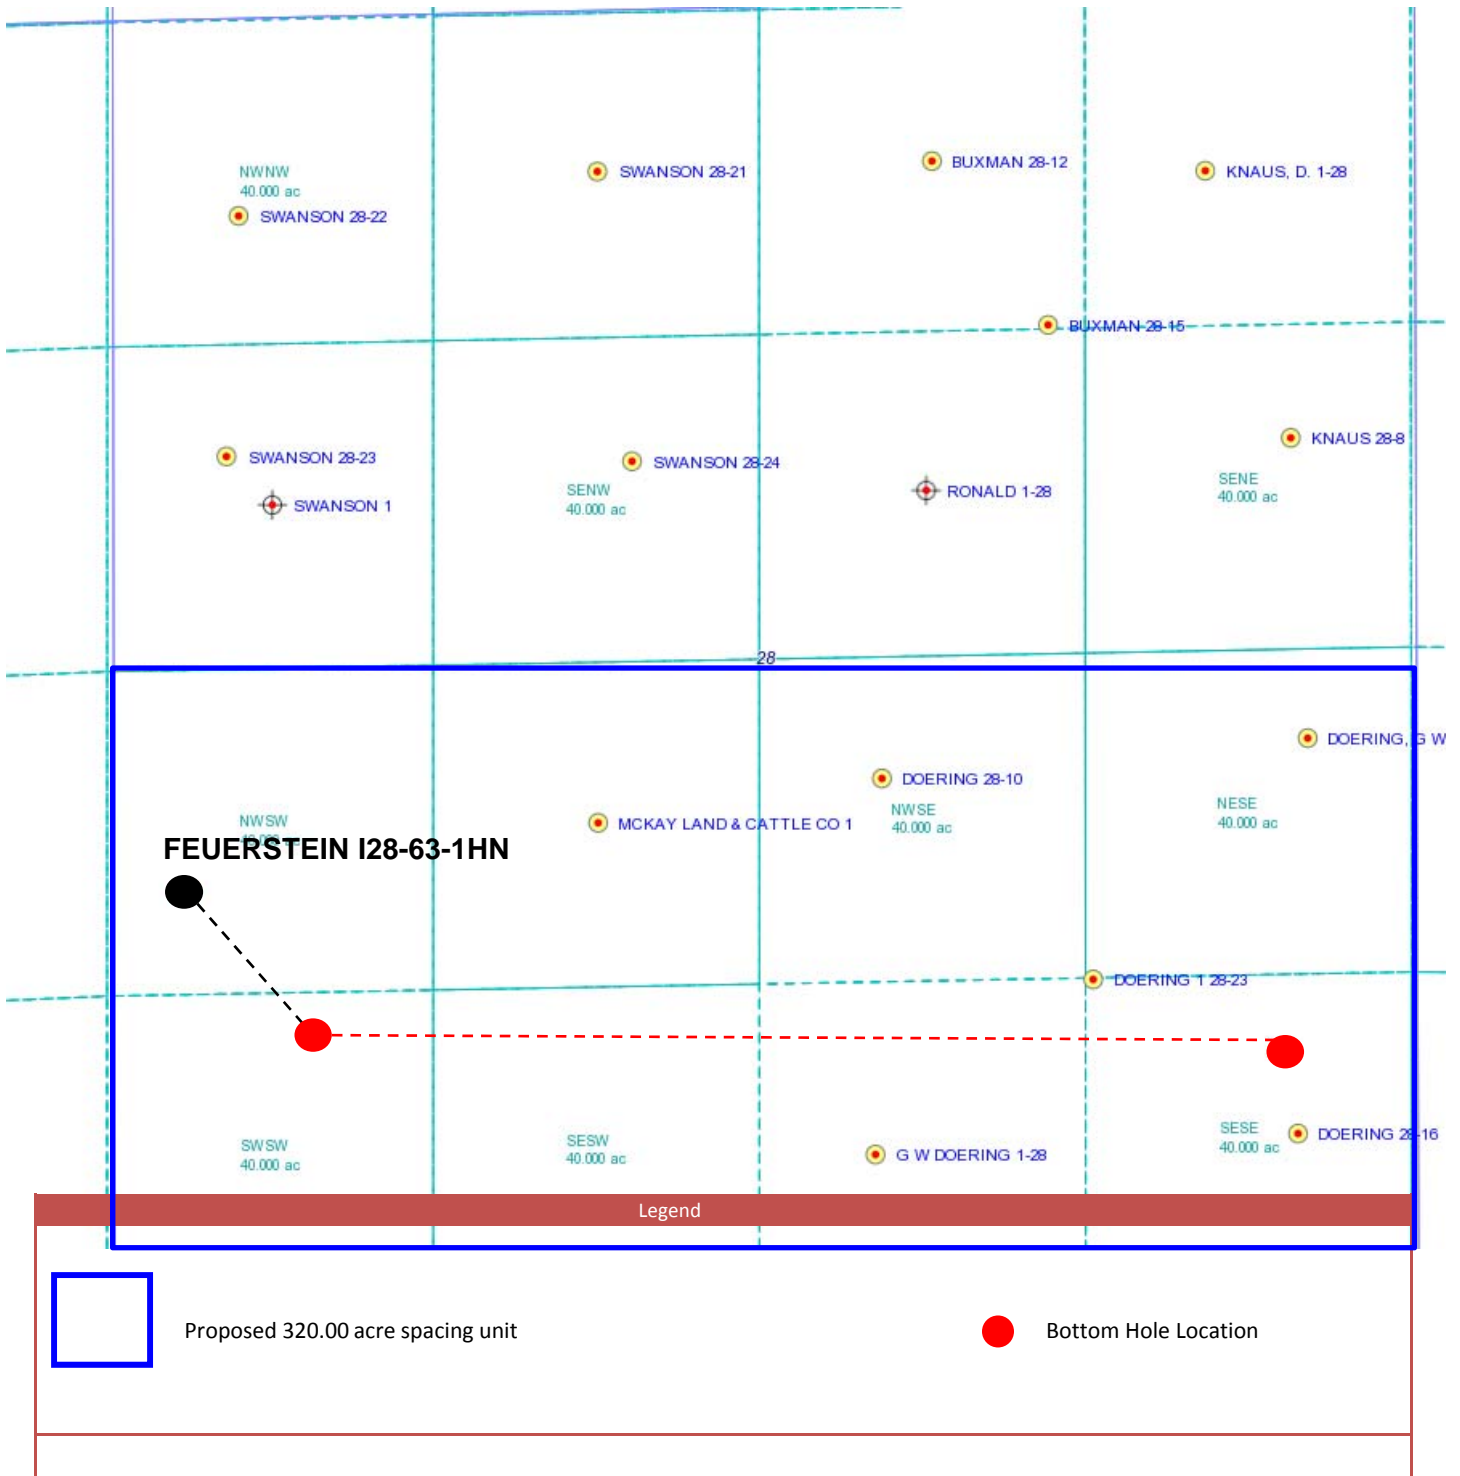 NWNW
40.000 ac
SWANSON 28-22
SWANSON 28-21
BUXMAN 28-12
KNAUS, D. 1-28
BUXMAN 28-15
SWANSON 28-23
SWANSON 1
SWANSON 28-24
SENW
40.000 ac
RONALD 1-28
KNAUS 28-8
SENE
40.000 ac
28
DOERING, G W
DOERING 28-10
NWSE
40.000 ac
NESE
40.000 ac
MCKAY LAND & CATTLE CO 1
NWSW
40.000 ac
FEUERSTEIN I28-63-1HN
DOERING 1 28-23
SWSW
40.000 ac
SESW
40.000 ac
G W DOERING 1-28
SESE
40.000 ac
DOERING 28-16
Legend
Proposed 320.00 acre spacing unit
Bottom Hole Location